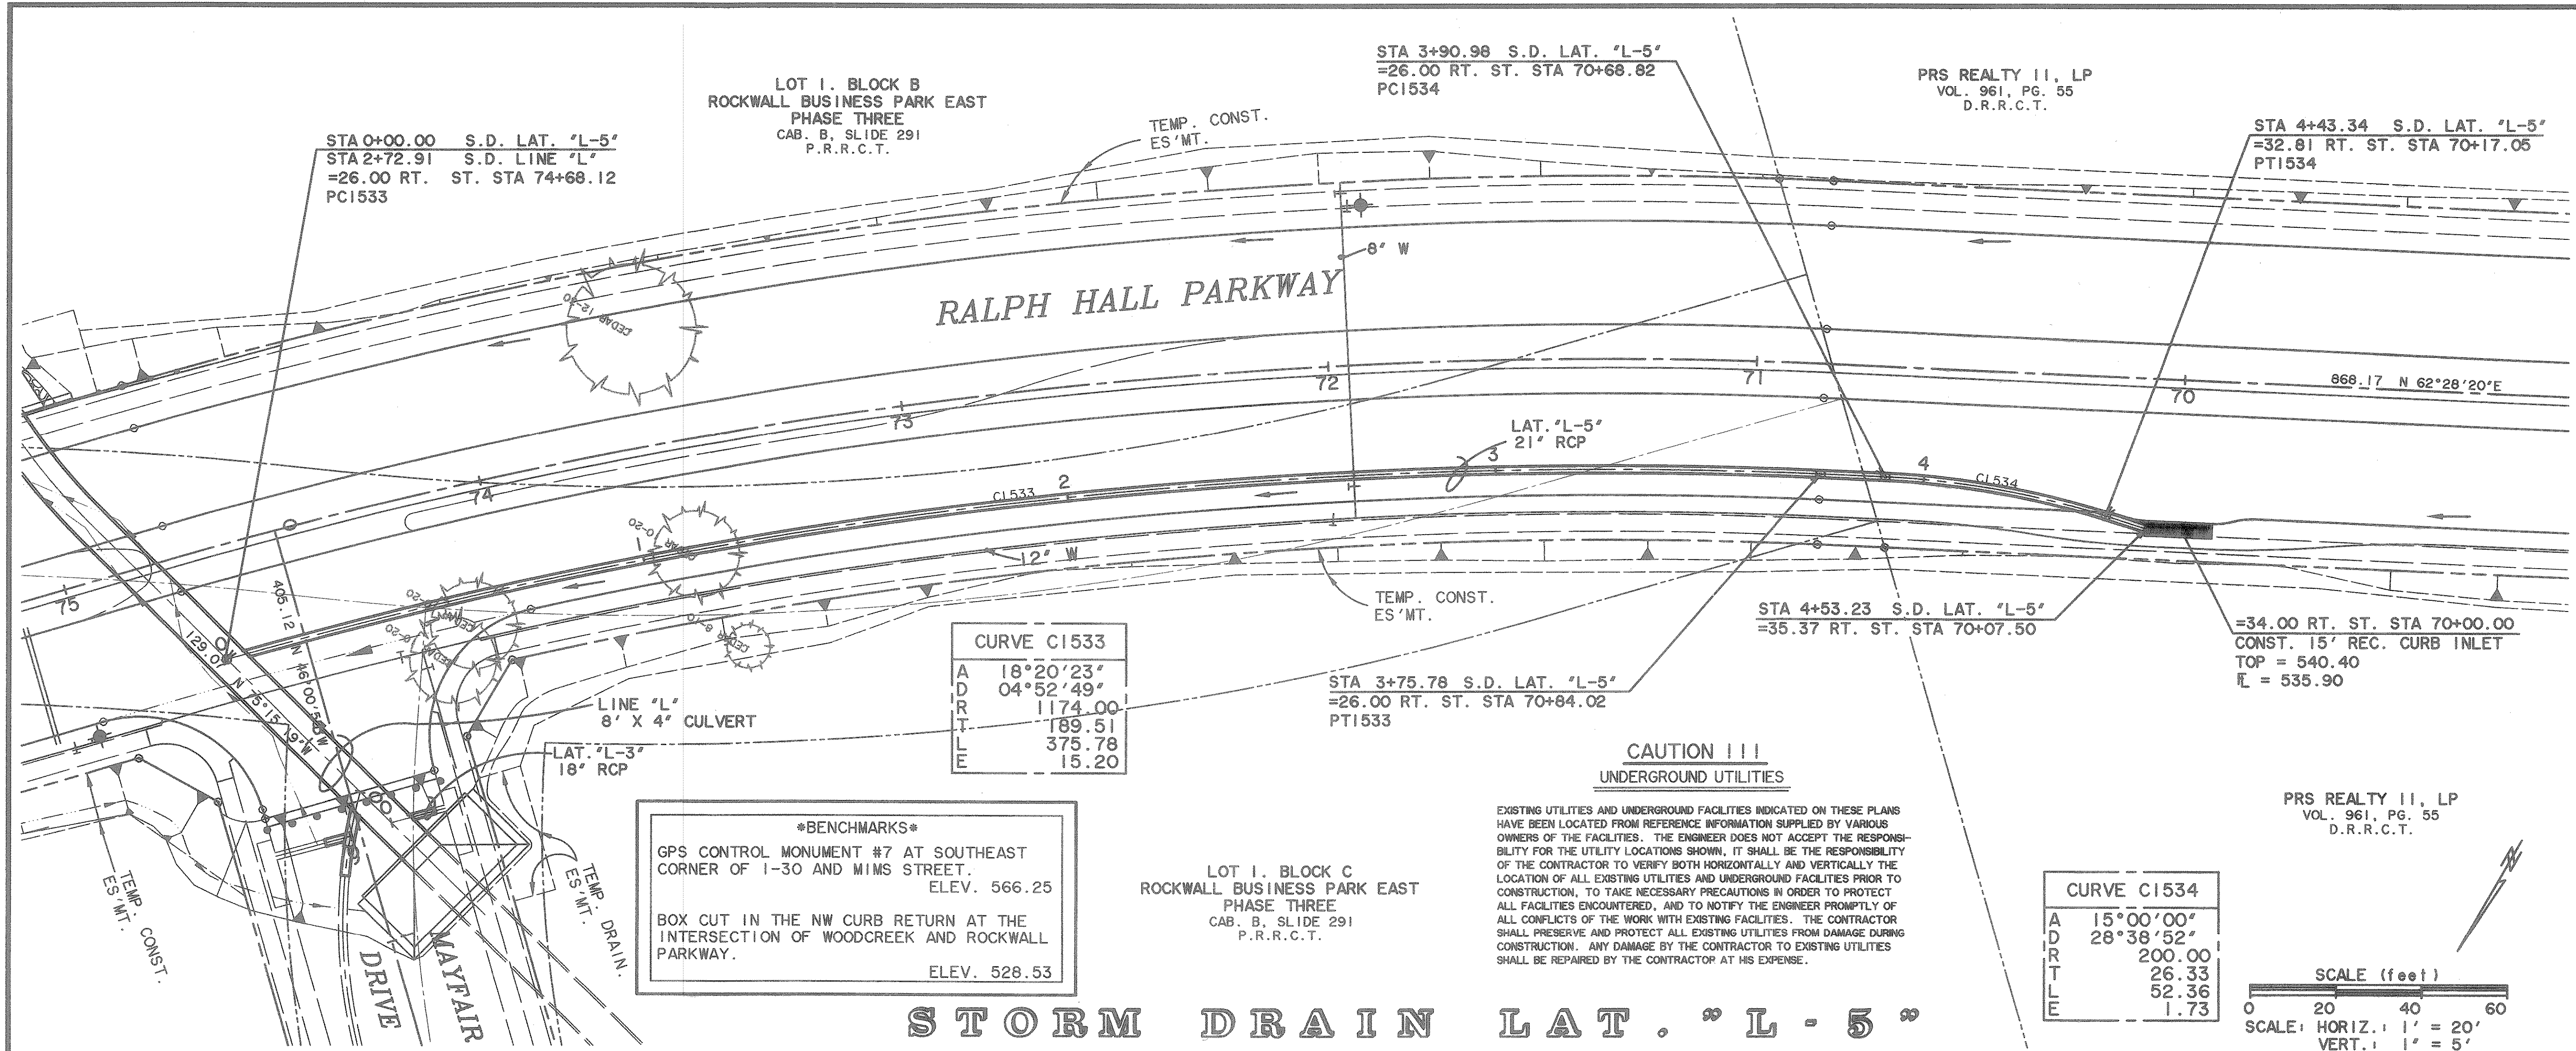 LOT 1. BLOCK B
ROCKWALL BUSINESS PARK EAST
PHASE THREE
CAB. B, SLIDE 291
P.R.R.C.T.
STA 0+00.00 S.D. LAT. "L-5"
STA 2+72.91 S.D. LINE "L"
=26.00 RT. ST. STA 74+68.12
PC1533
TEMP. CONST.
ES'MT.
STA 3+90.98 S.D. LAT. "L-5"
=26.00 RT. ST. STA 70+68.82
PC1534
PRS REALTY II, LP
VOL. 961, PG. 55
D.R.R.C.T.
STA 4+43.34 S.D. LAT. "L-5"
=32.81 RT. ST. STA 70+17.05
PT1534
8" W
RALPH HALL PARKWAY
CEDAR 12-30
868.17 N 62°28'20"E
75
74
73
72
71
70
LAT. "L-5"
21" RCP
1
2
3
4
C1533
C1534
12" W
405.12 N 46°00'
N 75°15'19"W
TEMP. CONST.
ES'MT.
STA 4+53.23 S.D. LAT. "L-5"
=35.37 RT. ST. STA 70+07.50
=34.00 RT. ST. STA 70+00.00
CONST. 15' REC. CURB INLET
TOP = 540.40
FL = 535.90
STA 3+75.78 S.D. LAT. "L-5"
=26.00 RT. ST. STA 70+84.02
PT1533
CURVE C1533
Δ 18°20'23"
D 04°52'49"
R 1174.00
T 189.51
L 375.78
E 15.20
LINE "L"
8' X 4' CULVERT
LAT. "L-3"
18" RCP
TEMP. CONST.
ES'MT.
TEMP. DRAIN.
ES'MT.
MAYFAIR
DRIVE
*BENCHMARKS*
GPS CONTROL MONUMENT #7 AT SOUTHEAST
CORNER OF I-30 AND MIMS STREET.
ELEV. 566.25
BOX CUT IN THE NW CURB RETURN AT THE
INTERSECTION OF WOODCREEK AND ROCKWALL
PARKWAY.
ELEV. 528.53
LOT 1. BLOCK C
ROCKWALL BUSINESS PARK EAST
PHASE THREE
CAB. B, SLIDE 291
P.R.R.C.T.
CAUTION !!!
UNDERGROUND UTILITIES
EXISTING UTILITIES AND UNDERGROUND FACILITIES INDICATED ON THESE PLANS
HAVE BEEN LOCATED FROM REFERENCE INFORMATION SUPPLIED BY VARIOUS
OWNERS OF THE FACILITIES. THE ENGINEER DOES NOT ACCEPT THE RESPONSI-
BILITY FOR THE UTILITY LOCATIONS SHOWN, IT SHALL BE THE RESPONSIBILITY
OF THE CONTRACTOR TO VERIFY BOTH HORIZONTALLY AND VERTICALLY THE
LOCATION OF ALL EXISTING UTILITIES AND UNDERGROUND FACILITIES PRIOR TO
CONSTRUCTION, TO TAKE NECESSARY PRECAUTIONS IN ORDER TO PROTECT
ALL FACILITIES ENCOUNTERED, AND TO NOTIFY THE ENGINEER PROMPTLY OF
ALL CONFLICTS OF THE WORK WITH EXISTING FACILITIES. THE CONTRACTOR
SHALL PRESERVE AND PROTECT ALL EXISTING UTILITIES FROM DAMAGE DURING
CONSTRUCTION. ANY DAMAGE BY THE CONTRACTOR TO EXISTING UTILITIES
SHALL BE REPAIRED BY THE CONTRACTOR AT HIS EXPENSE.
PRS REALTY II, LP
VOL. 961, PG. 55
D.R.R.C.T.
CURVE C1534
Δ 15°00'00"
D 28°38'52"
R 200.00
T 26.33
L 52.36
E 1.73
N
SCALE (feet)
0 20 40 60
SCALE: HORIZ.: 1" = 20'
VERT.: 1" = 5'
STORM DRAIN LAT. "L-5"